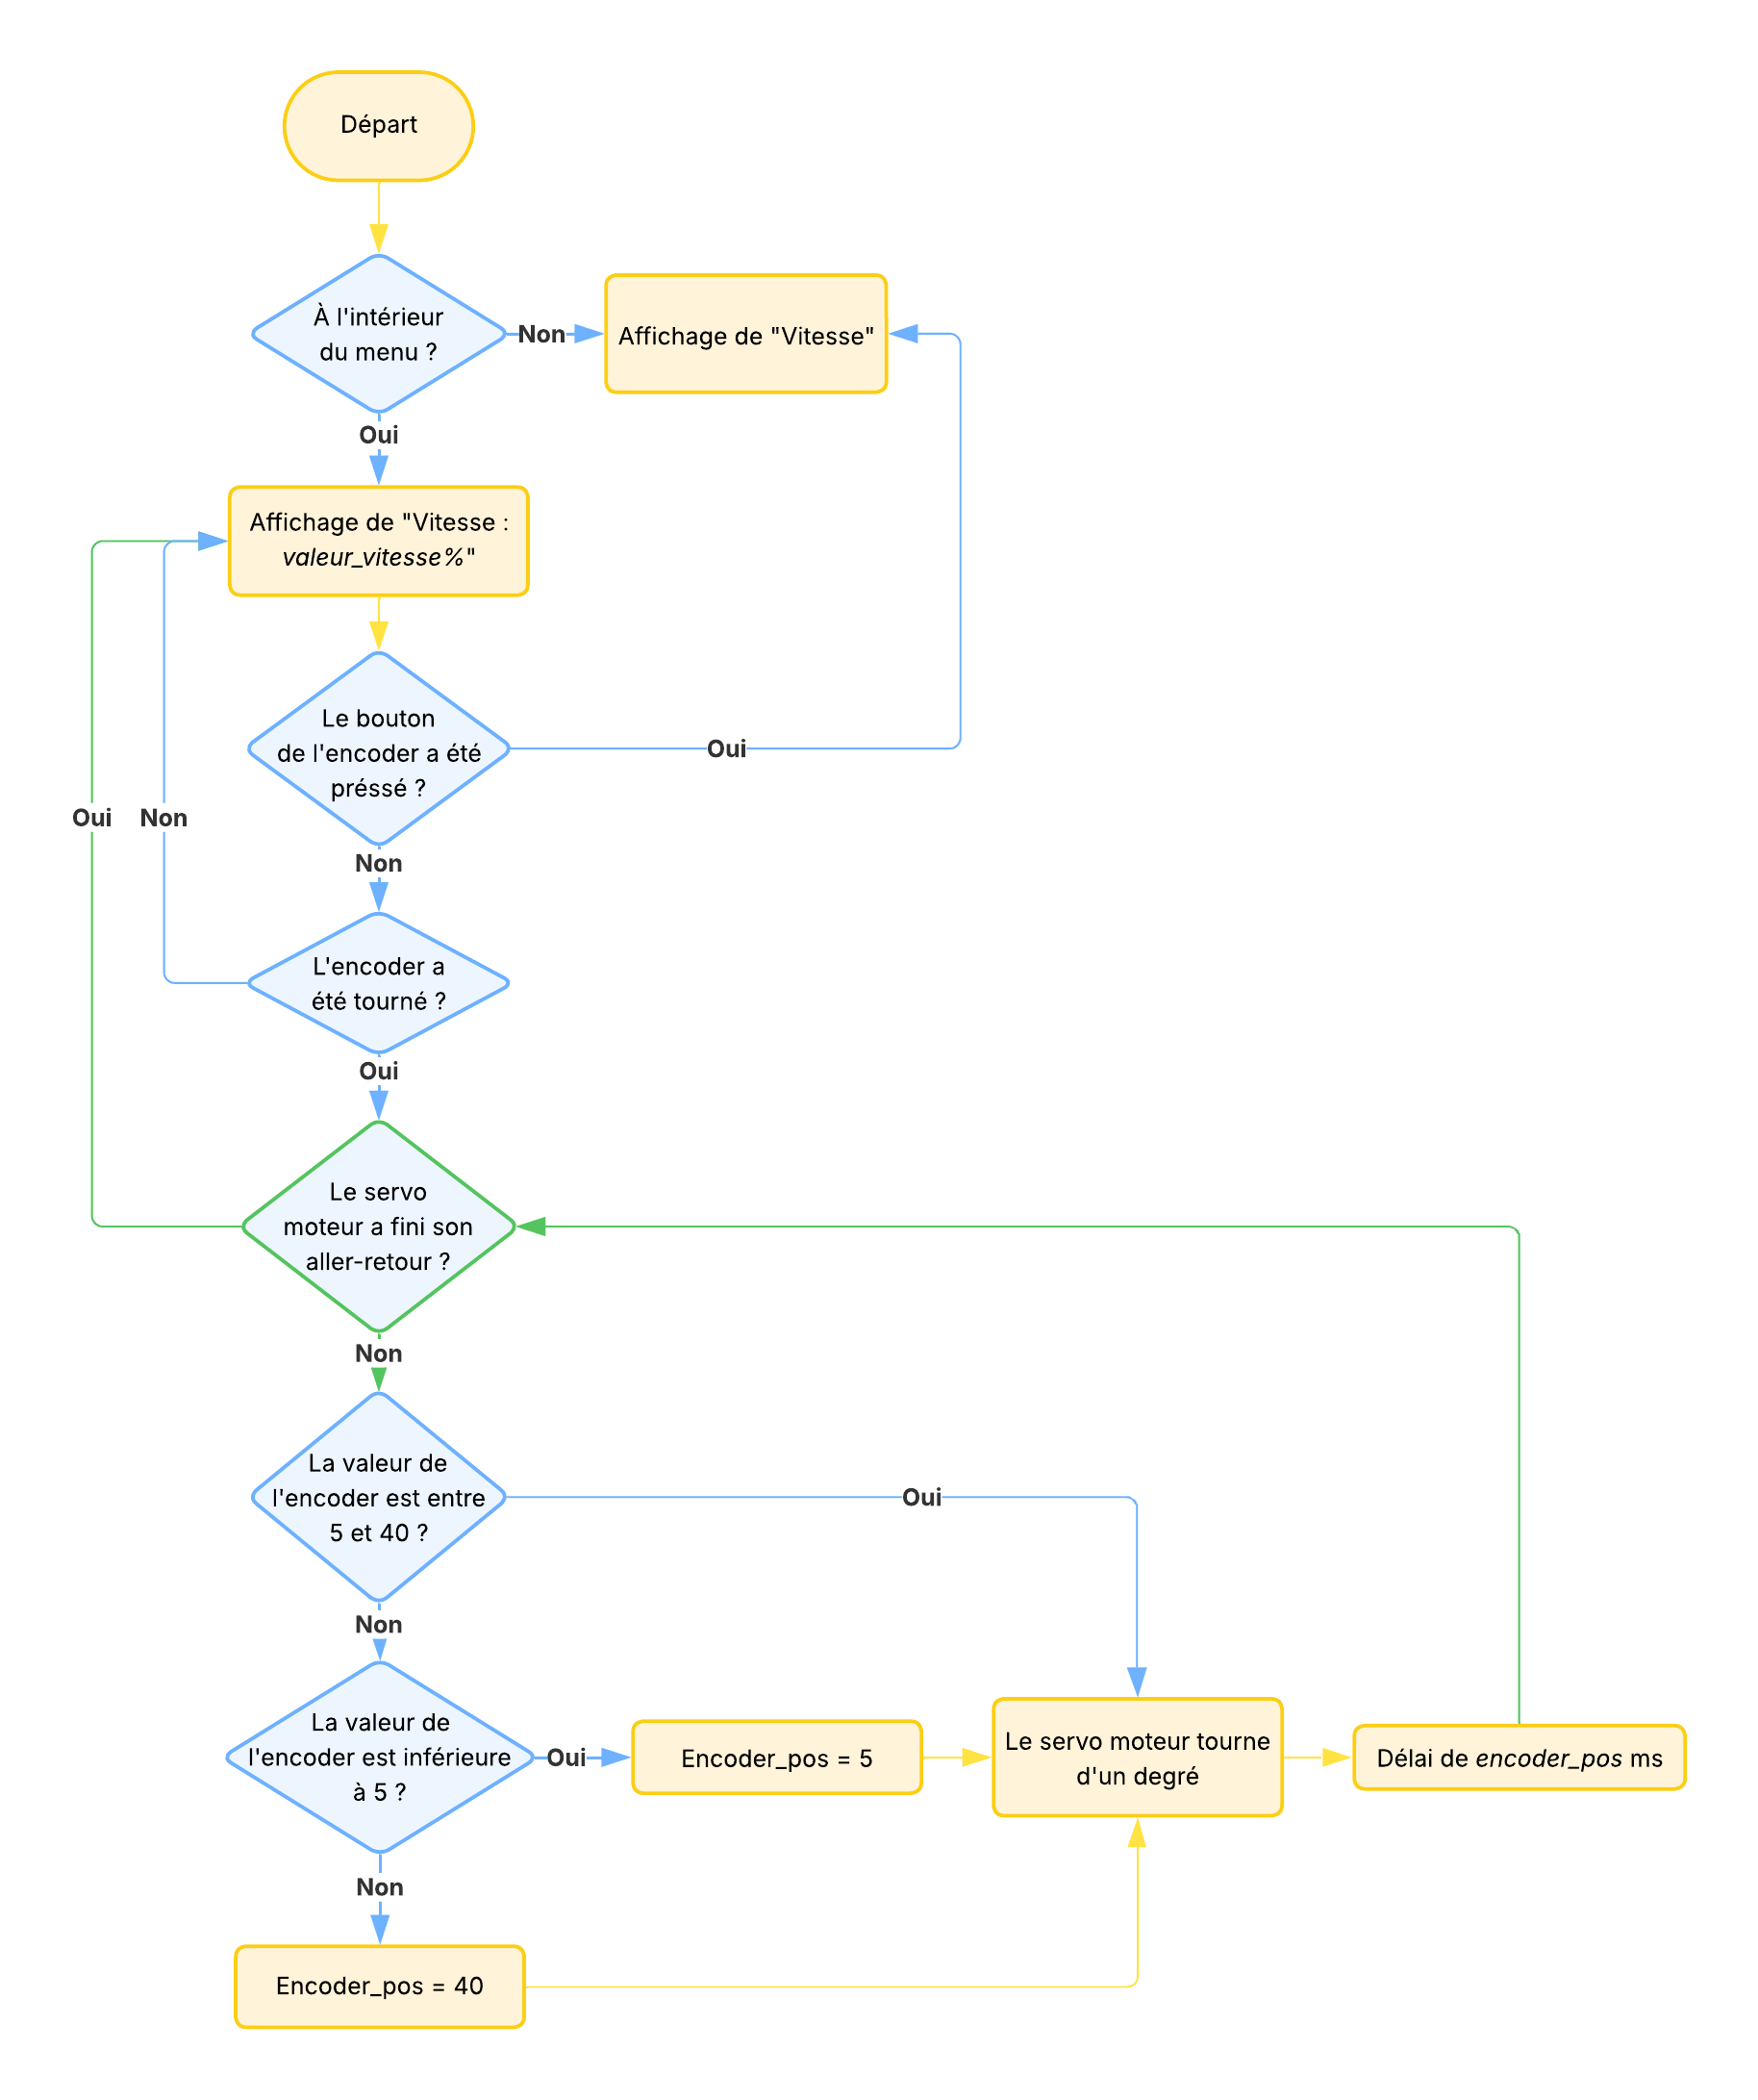 Départ
À l'intérieur
du menu ?
Non
Affichage de "Vitesse"
Oui
Affichage de "Vitesse :
valeur_vitesse%"
Le bouton
de l'encoder a été
préssé ?
Oui
Oui
Non
Non
L'encoder a
été tourné ?
Oui
Le servo
moteur a fini son
aller-retour ?
Non
La valeur de
l'encoder est entre
5 et 40 ?
Oui
Non
La valeur de
l'encoder est inférieure
à 5 ?
Oui
Encoder_pos = 5
Le servo moteur tourne
d'un degré
Délai de encoder_pos ms
Non
Encoder_pos = 40